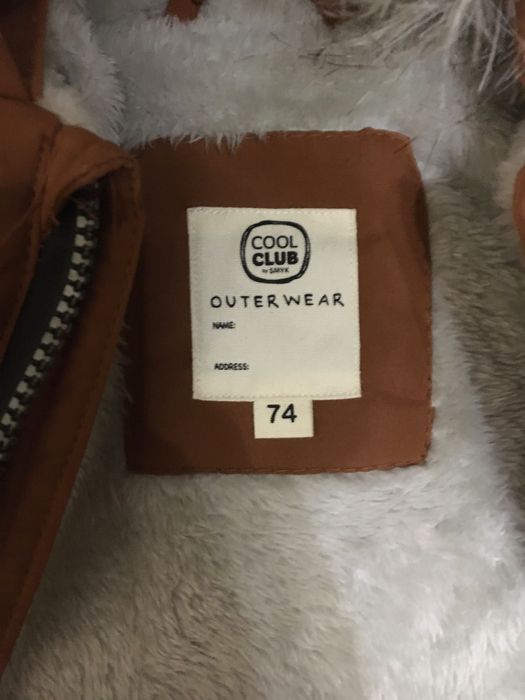 COOL
CLUB
by SMYK
OUTERWEAR
NAME:
ADDRESS:
74